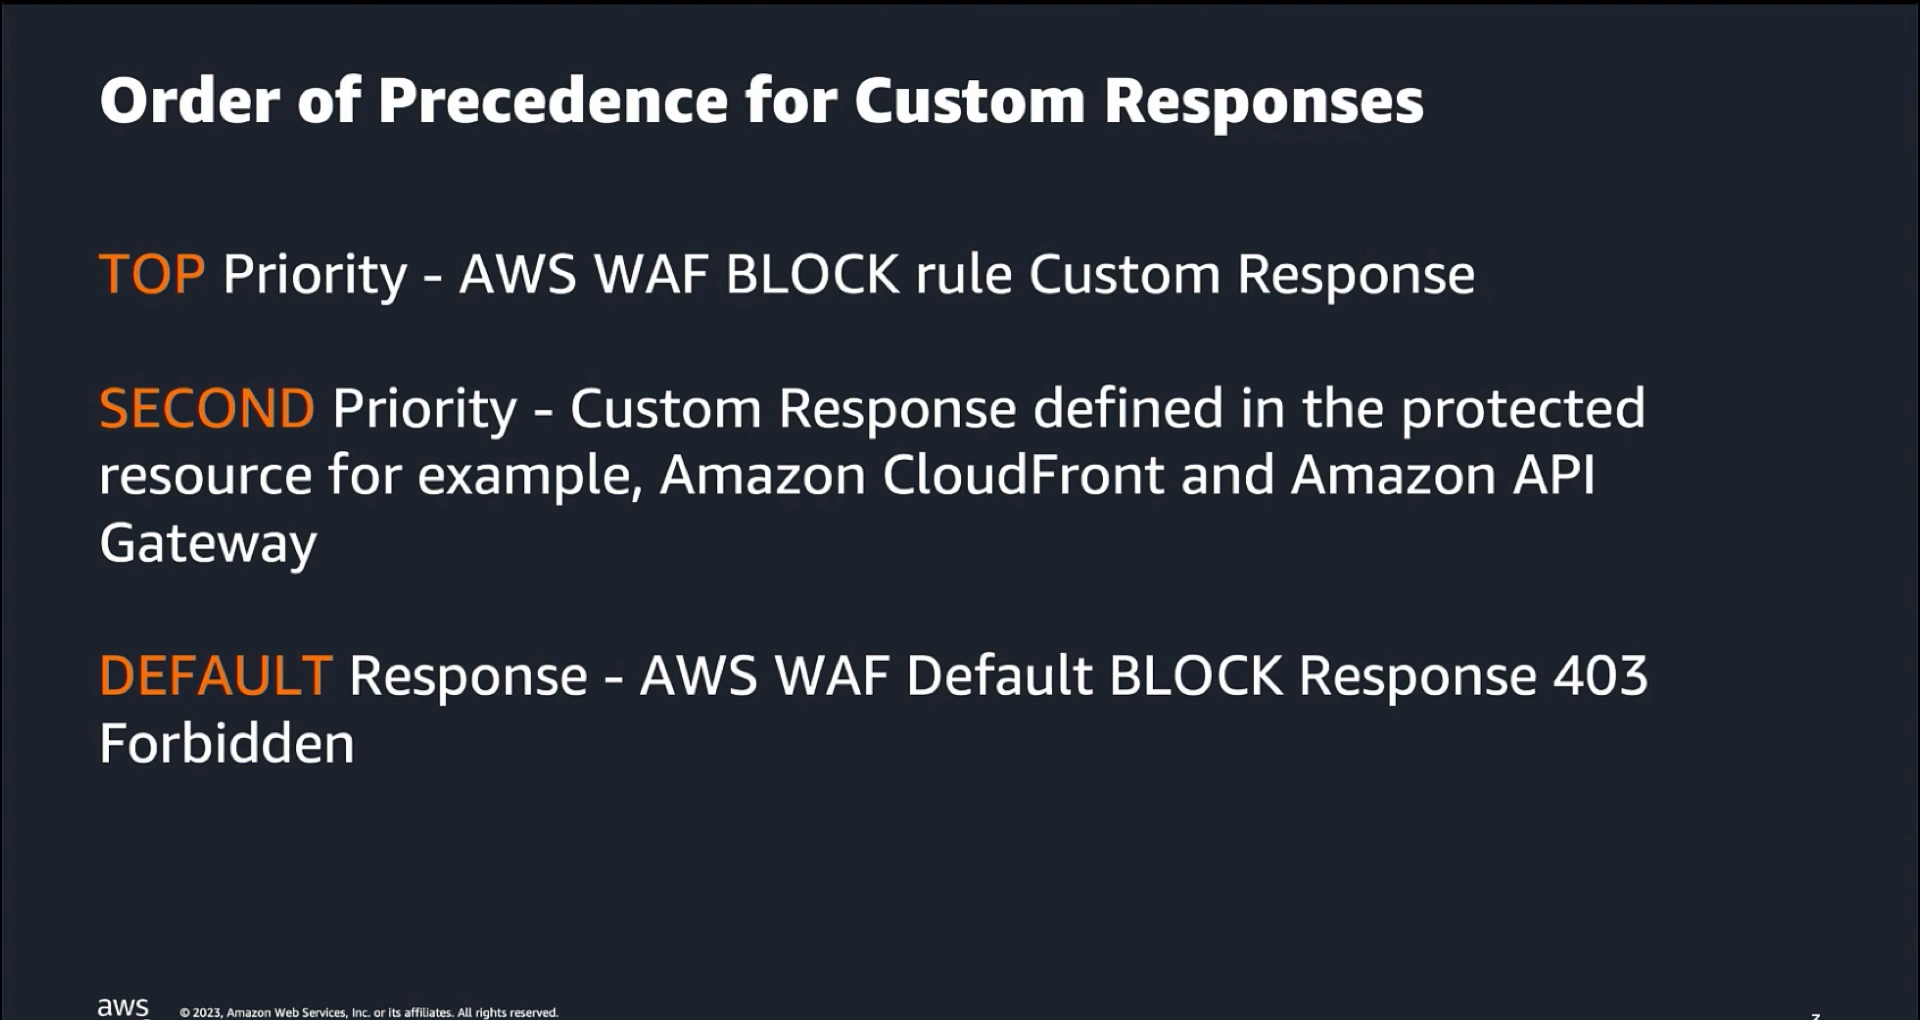 Order of Precedence for Custom Responses
TOP Priority - AWS WAF BLOCK rule Custom Response
SECOND Priority - Custom Response defined in the protected
resource for example, Amazon CloudFront and Amazon API
Gateway
DEFAULT Response - AWS WAF Default BLOCK Response 403
Forbidden
aws
© 2023, Amazon Web Services, Inc. or its affiliates. All rights reserved.